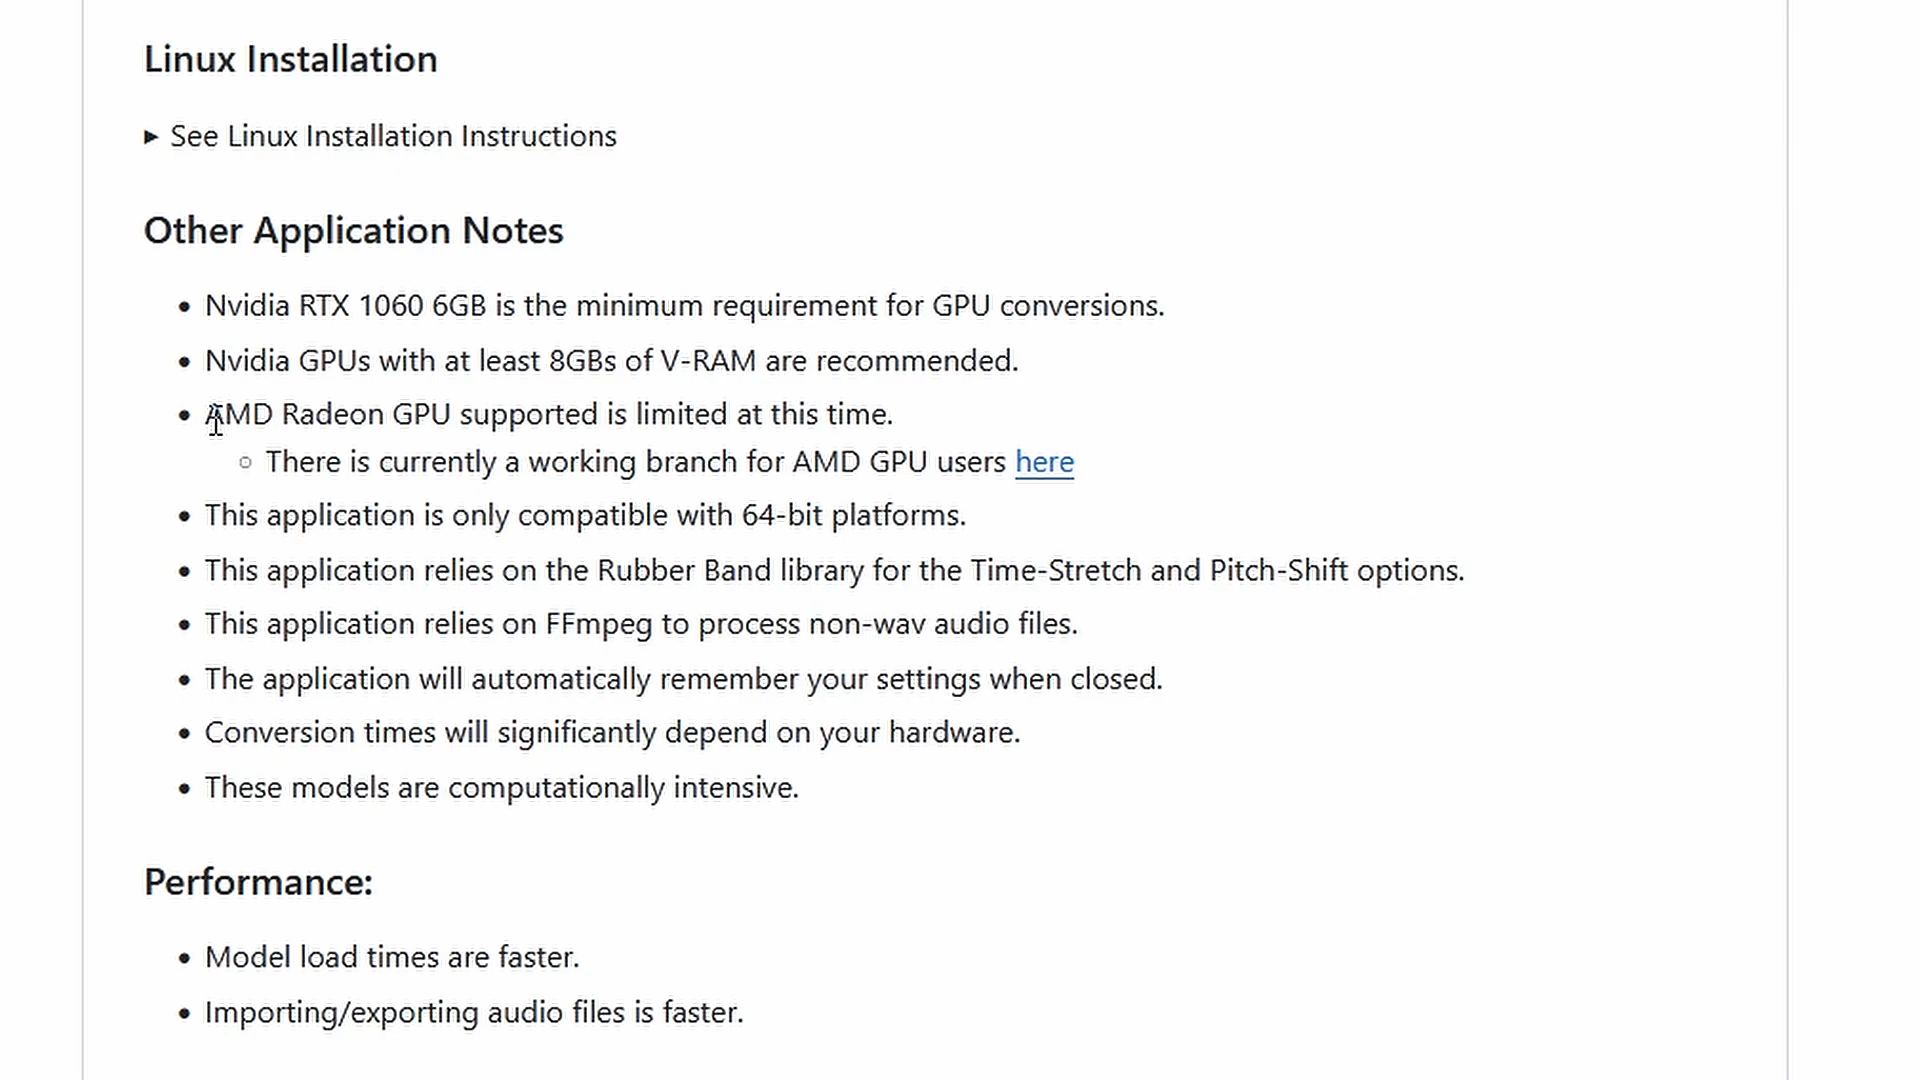 Linux Installation
See Linux Installation Instructions
Other Application Notes
Nvidia RTX 1060 6GB is the minimum requirement for GPU conversions.
Nvidia GPUs with at least 8GBs of V-RAM are recommended.
AMD Radeon GPU supported is limited at this time.
There is currently a working branch for AMD GPU users here
This application is only compatible with 64-bit platforms.
This application relies on the Rubber Band library for the Time-Stretch and Pitch-Shift options.
This application relies on FFmpeg to process non-wav audio files.
The application will automatically remember your settings when closed.
Conversion times will significantly depend on your hardware.
These models are computationally intensive.
Performance:
Model load times are faster.
Importing/exporting audio files is faster.